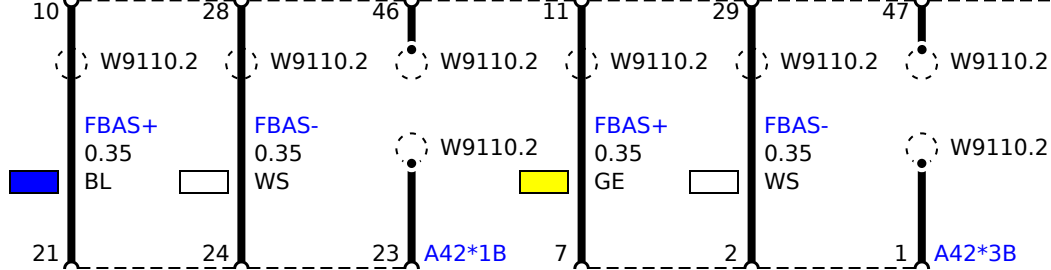 10 28 46 11 29 47
W9110.2 W9110.2 W9110.2 W9110.2 W9110.2 W9110.2
FBAS+ FBAS- FBAS+ FBAS-
0.35 0.35 W9110.2 0.35 0.35 W9110.2
BL WS GE WS
21 24 23 A42*1B 7 2 1 A42*3B